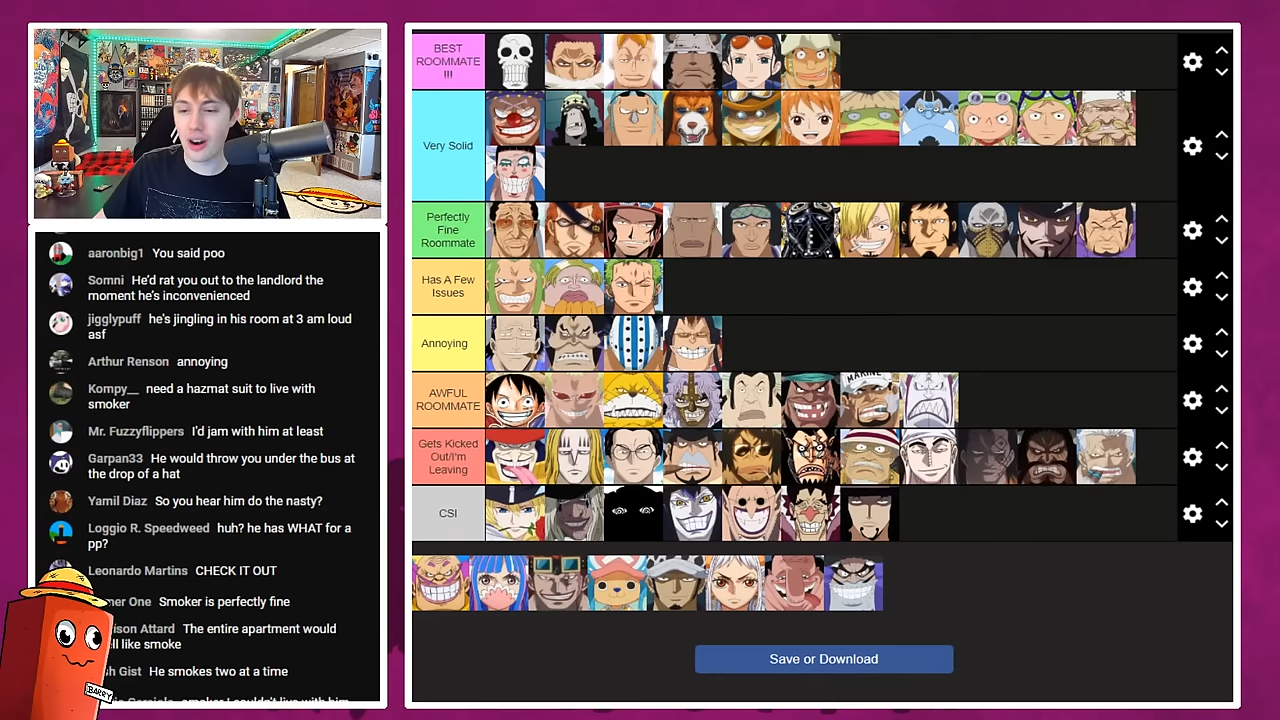 aaronbig1 You said poo
Somni He'd rat you out to the landlord the
moment he's inconvenienced
jigglypuff he's jingling in his room at 3 am loud
asf
Arthur Renson annoying
Kompy__ need a hazmat suit to live with
smoker
Mr. Fuzzyflippers I'd jam with him at least
Garpan33 He would throw you under the bus at
the drop of a hat
Yamil Diaz So you hear him do the nasty?
Loggio R. Speedweed huh? he has WHAT for a
pp?
Leonardo Martins CHECK IT OUT
One Smoker is perfectly fine
Attard The entire apartment would
like smoke
Gist He smokes two at a time
BARRY
BEST
ROOMMATE
!!!
Very Solid
Perfectly
Fine
Roommate
Has A Few
Issues
Annoying
AWFUL
ROOMMATE
MARINE
Gets Kicked
Out/I'm
Leaving
CSI
Save or Download